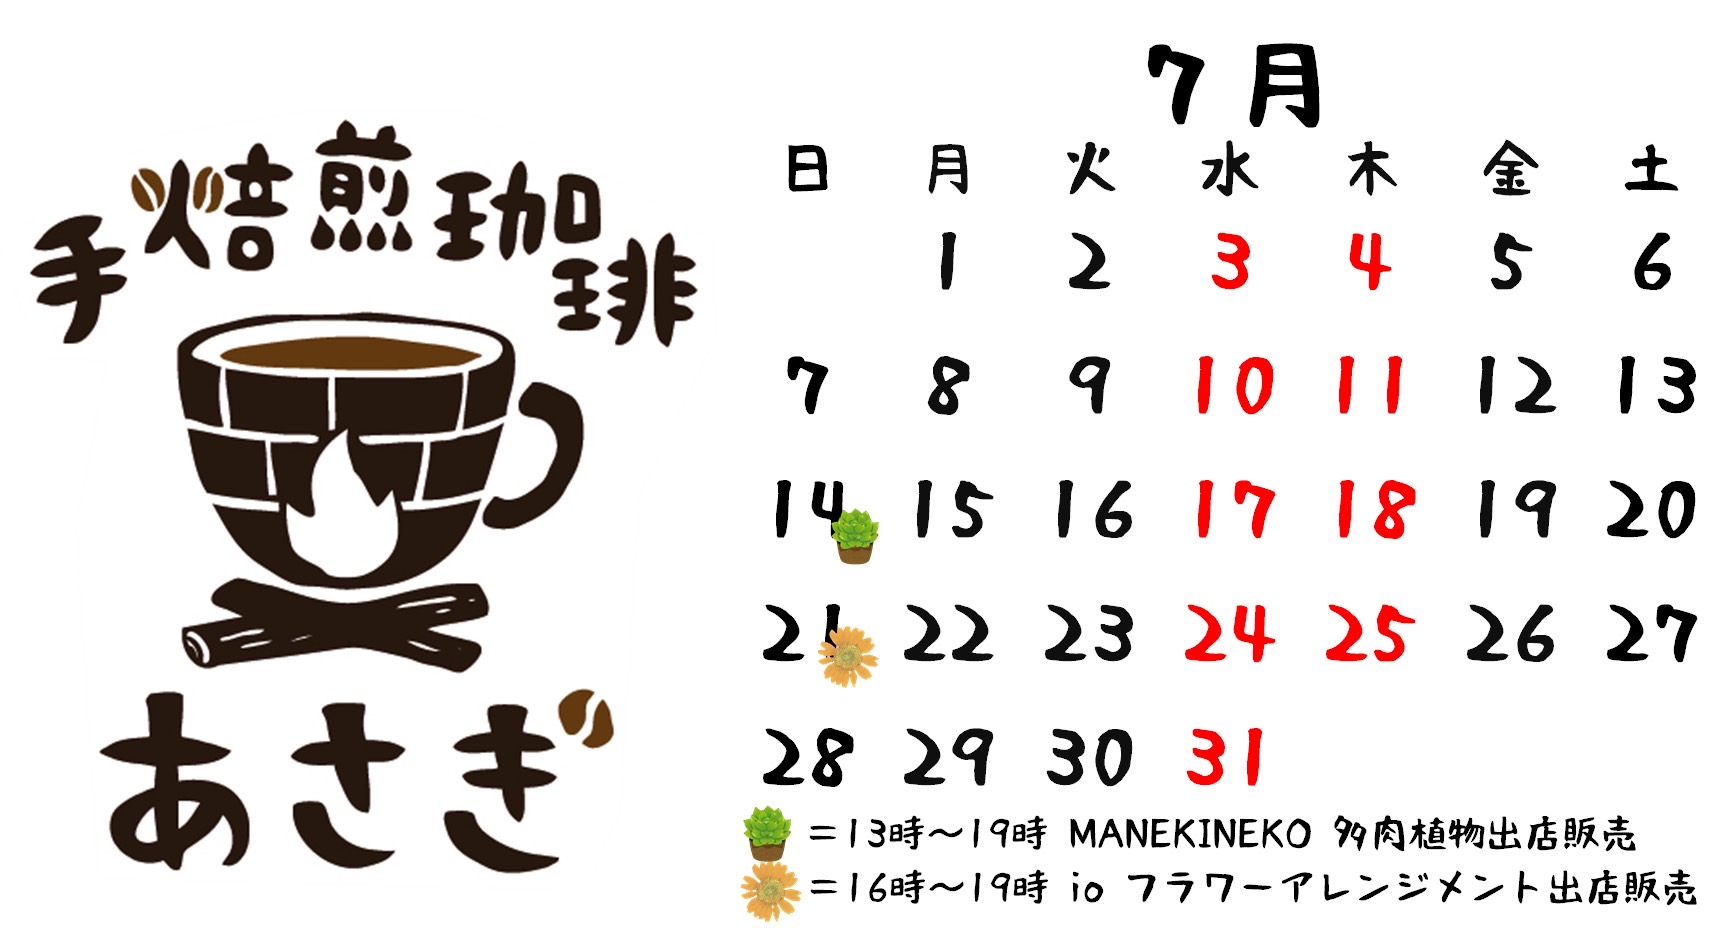 手焙煎珈琲
あさぎ
7月
日 月 火 水 木 金 土
1 2 3 4 5 6
7 8 9 10 11 12 13
14 15 16 17 18 19 20
21 22 23 24 25 26 27
28 29 30 31
=13時〜19時 MANEKINEKO 多肉植物出店販売
=16時〜19時 io フラワーアレンジメント出店販売